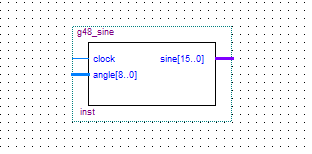 g48_sine
clock sine[15..0]
angle[8..0]
inst